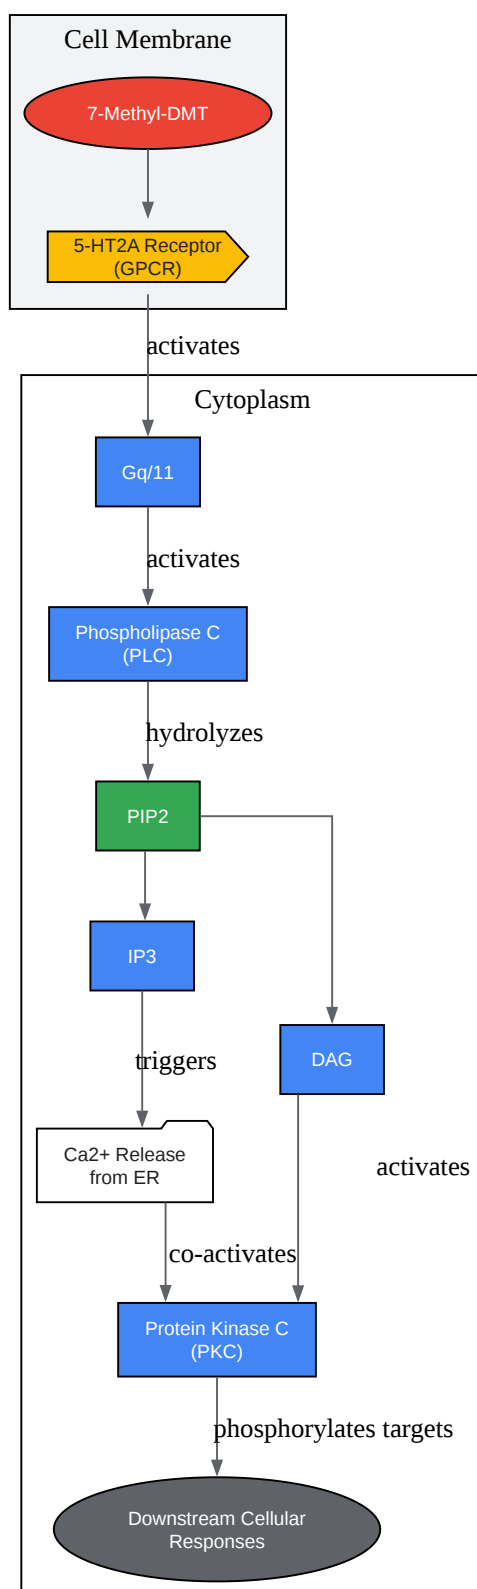 Cell Membrane
7-Methyl-DMT
5-HT2A Receptor
(GPCR)
activates
Cytoplasm
Gq/11
activates
Phospholipase C
(PLC)
hydrolyzes
PIP2
IP3
DAG
triggers
Ca2+ Release
from ER
activates
co-activates
Protein Kinase C
(PKC)
phosphorylates targets
Downstream Cellular
Responses